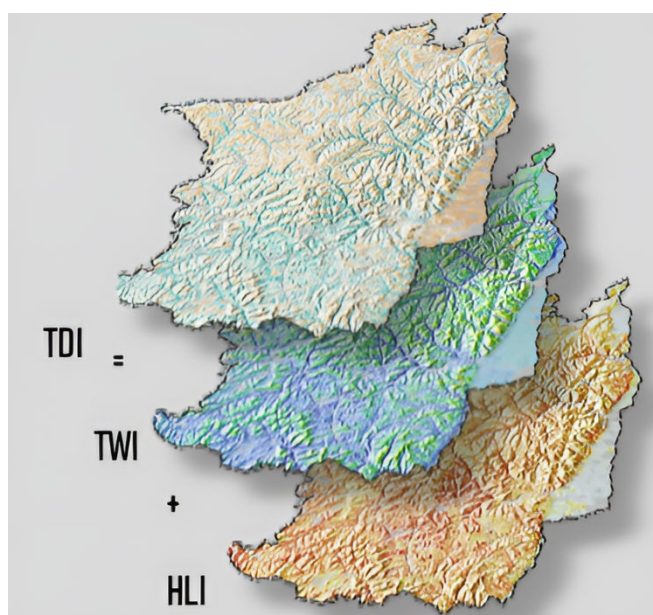 TDI
=
TWI
+
HLI